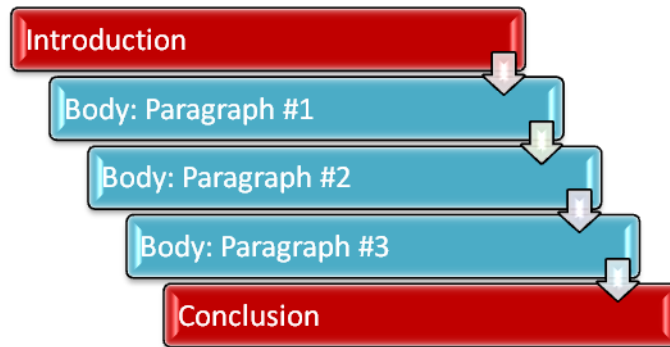 Introduction
Body: Paragraph #1
Body: Paragraph #2
Body: Paragraph #3
Conclusion